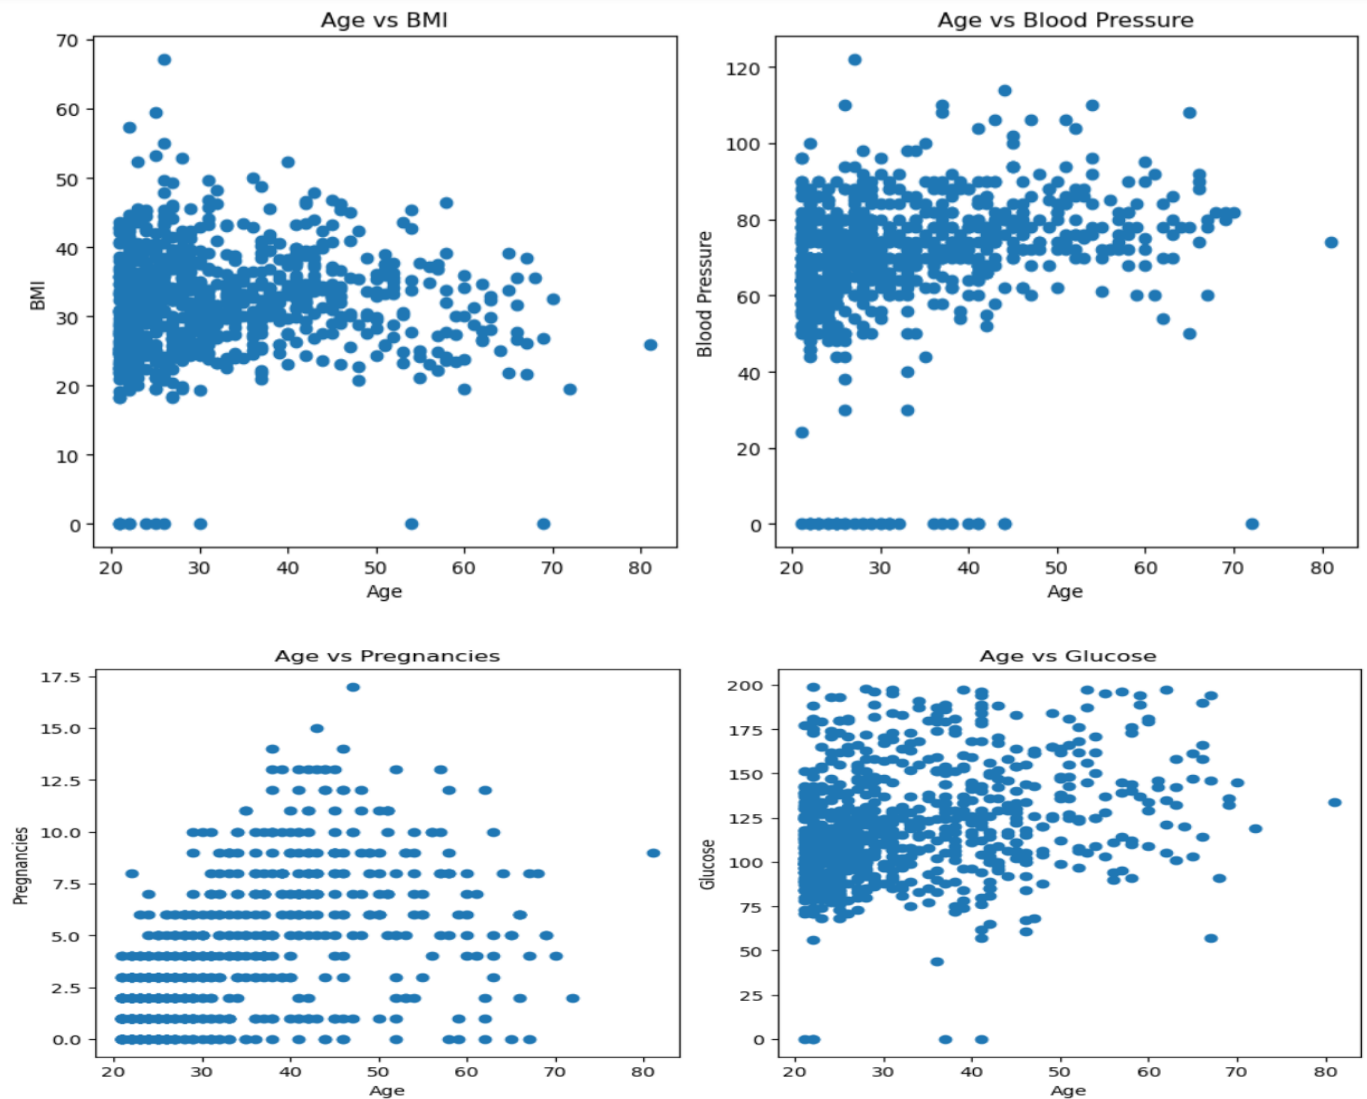 Age vs BMI
70
60
50
40
30
20
10
0
BMI
20 30 40 50 60 70 80
Age
Age vs Blood Pressure
120
100
80
60
40
20
0
Blood Pressure
20 30 40 50 60 70 80
Age
Age vs Pregnancies
17.5
15.0
12.5
10.0
7.5
5.0
2.5
0.0
Pregnancies
20 30 40 50 60 70 80
Age
Age vs Glucose
200
175
150
125
100
75
50
25
0
Glucose
20 30 40 50 60 70 80
Age